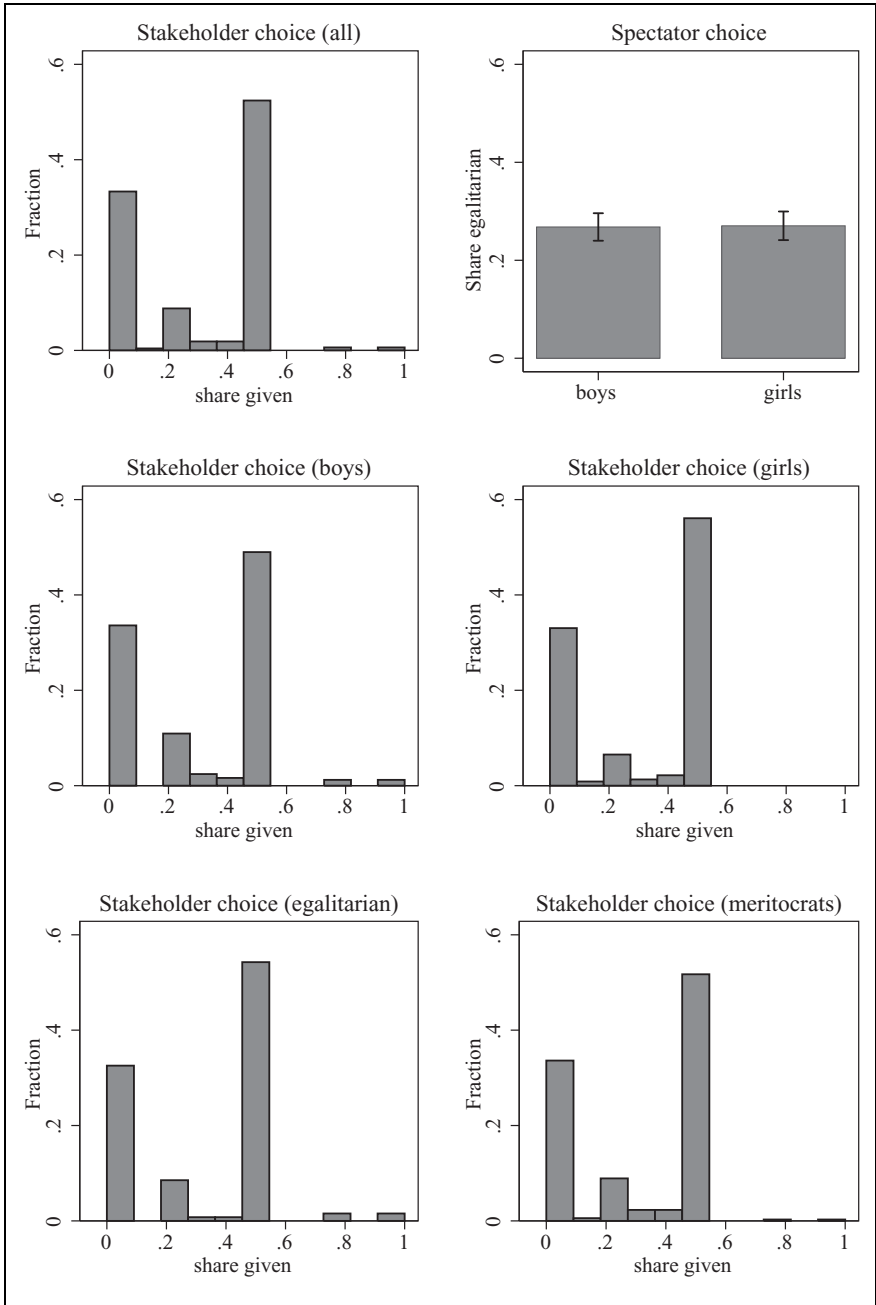 Stakeholder choice (all)
Fraction
.6
.4
.2
0
0 .2 .4 .6 .8 1
share given
Spectator choice
Share egalitarian
.6
.4
.2
0
boys girls
Stakeholder choice (boys)
Fraction
.6
.4
.2
0
0 .2 .4 .6 .8 1
share given
Stakeholder choice (girls)
Fraction
.6
.4
.2
0
0 .2 .4 .6 .8 1
share given
Stakeholder choice (egalitarian)
Fraction
.6
.4
.2
0
0 .2 .4 .6 .8 1
share given
Stakeholder choice (meritocrats)
Fraction
.6
.4
.2
0
0 .2 .4 .6 .8 1
share given